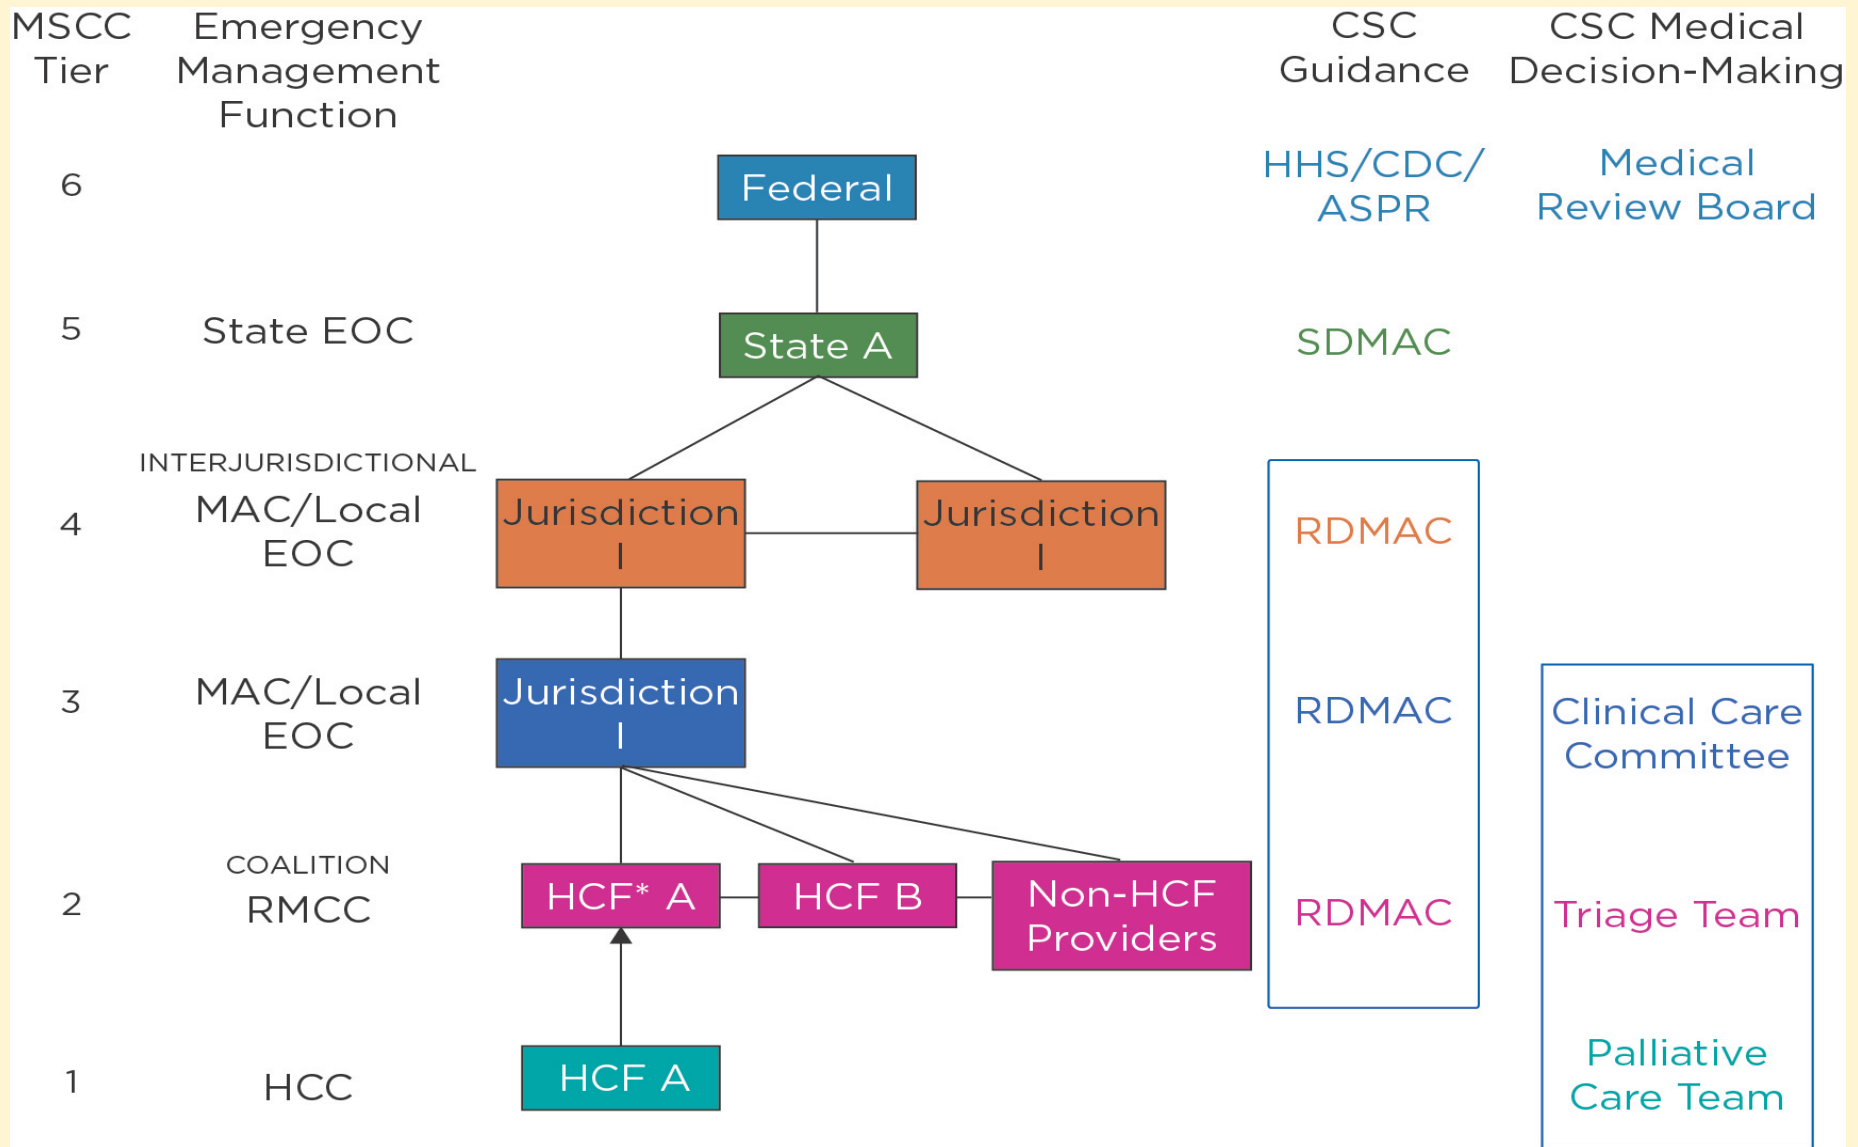 MSCC
Tier
Emergency
Management
Function
CSC
Guidance
CSC Medical
Decision-Making
6
Federal
HHS/CDC/
ASPR
Medical
Review Board
5
State EOC
State A
SDMAC
4
INTERJURISDICTIONAL
MAC/Local
EOC
Jurisdiction
I
Jurisdiction
I
RDMAC
3
MAC/Local
EOC
Jurisdiction
I
RDMAC
Clinical Care
Committee
2
COALITION
RMCC
HCF* A
HCF B
Non-HCF
Providers
RDMAC
Triage Team
1
HCC
HCF A
Palliative
Care Team